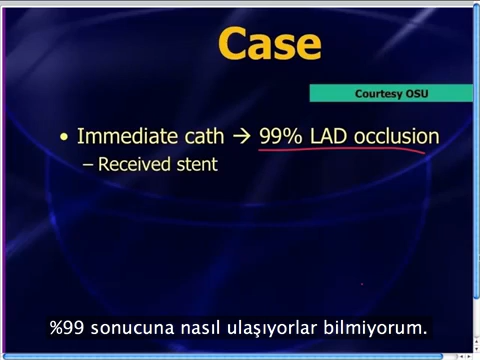 Case
Courtesy OSU
• Immediate cath → 99% LAD occlusion
– Received stent
%99 sonucuna nasıl ulaşıyorlar bilmiyorum.